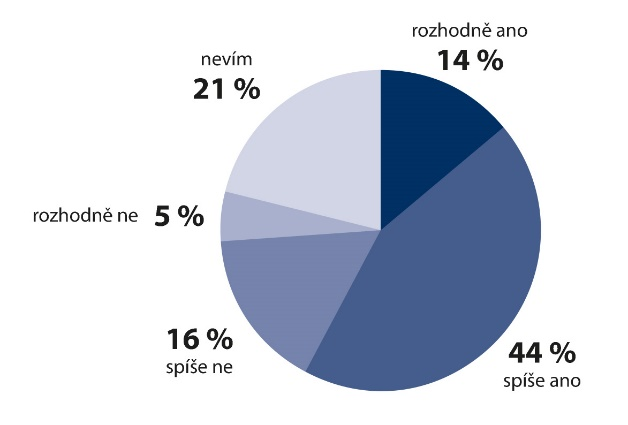 rozhodně ano
14 %
nevím
21 %
rozhodně ne 5 %
16 %
spíše ne
44 %
spíše ano